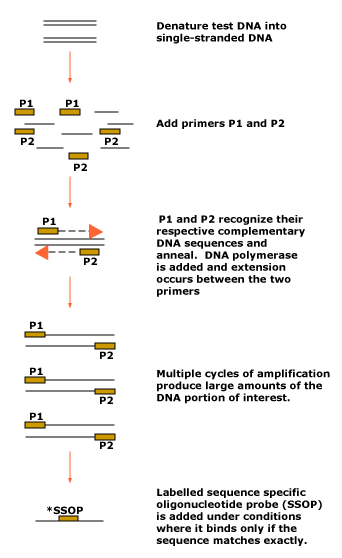 Denature test DNA into
single-stranded DNA
P1 P1
P2 P2
P2
Add primers P1 and P2
P1
P2
P1 and P2 recognize their
respective complementary
DNA sequences and
anneal. DNA polymerase
is added and extension
occurs between the two
primers
P1
P2
P1
P2
P1
P2
Multiple cycles of amplification
produce large amounts of the
DNA portion of interest.
*SSOP
Labelled sequence specific
oligonucleotide probe (SSOP)
is added under conditions
where it binds only if the
sequence matches exactly.